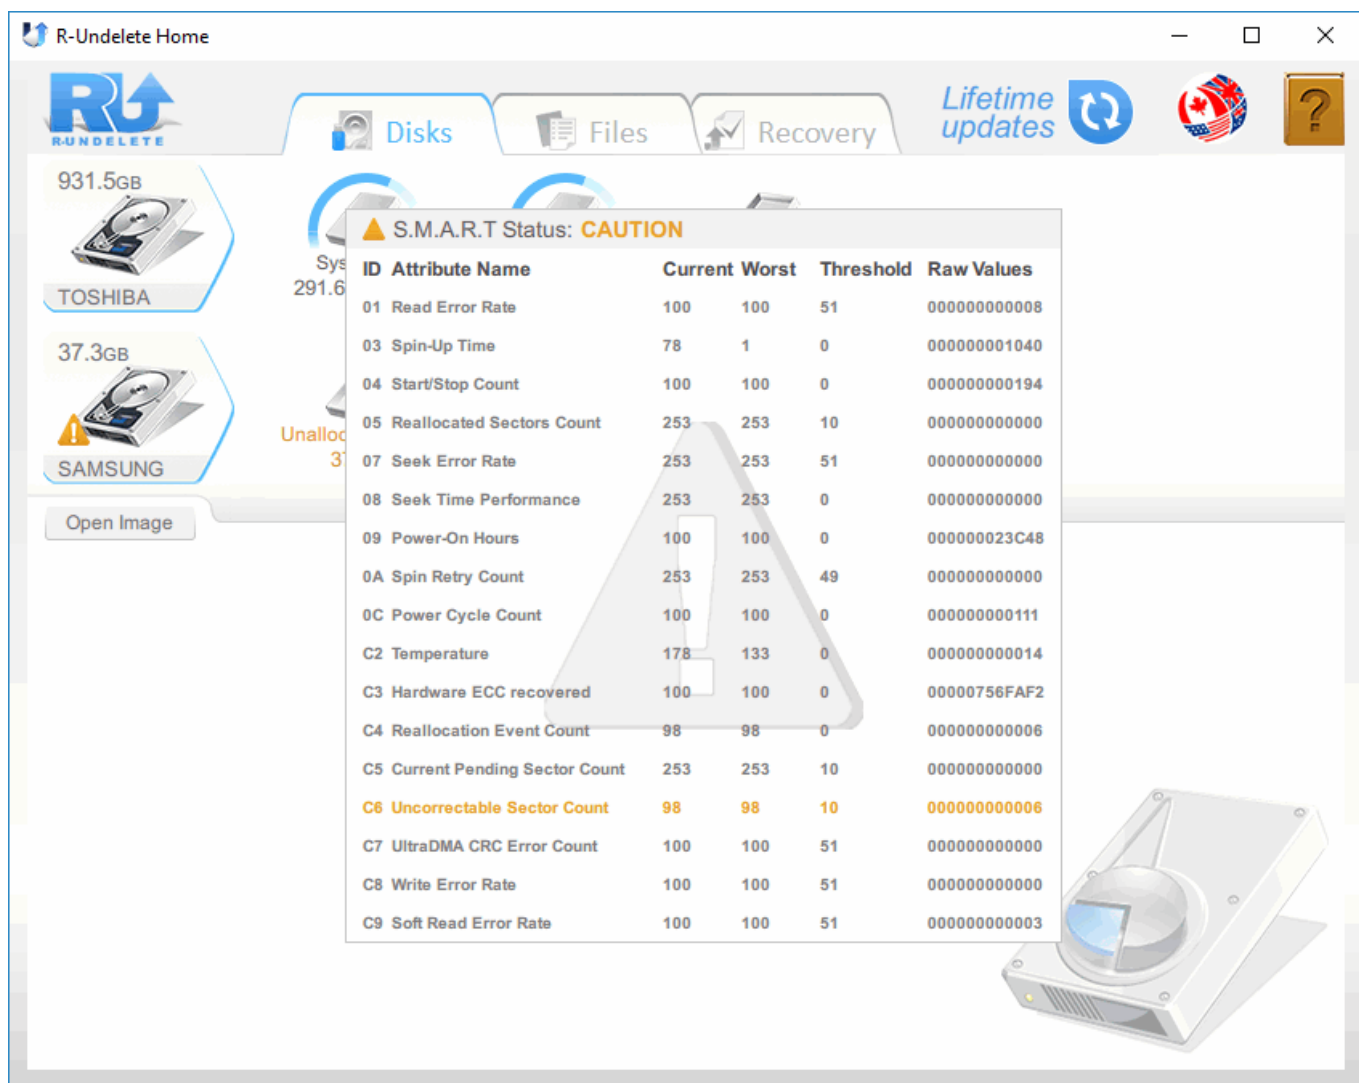 R-Undelete Home
RU
R-UNDELETE
Disks
Files
Recovery
Lifetime
updates
?
931.5GB
TOSHIBA
37.3GB
SAMSUNG
Sys
291.6
Unalloc
37
Open Image
S.M.A.R.T Status: CAUTION
ID Attribute Name Current Worst Threshold Raw Values
01 Read Error Rate 100 100 51 000000000008
03 Spin-Up Time 78 1 0 000000001040
04 Start/Stop Count 100 100 0 000000000194
05 Reallocated Sectors Count 253 253 10 000000000000
07 Seek Error Rate 253 253 51 000000000000
08 Seek Time Performance 253 253 0 000000000000
09 Power-On Hours 100 100 0 000000023C48
0A Spin Retry Count 253 253 49 000000000000
0C Power Cycle Count 100 100 0 000000000111
C2 Temperature 178 133 0 000000000014
C3 Hardware ECC recovered 100 100 0 00000756FAF2
C4 Reallocation Event Count 98 98 0 000000000006
C5 Current Pending Sector Count 253 253 10 000000000000
C6 Uncorrectable Sector Count 98 98 10 000000000006
C7 UltraDMA CRC Error Count 100 100 51 000000000000
C8 Write Error Rate 100 100 51 000000000000
C9 Soft Read Error Rate 100 100 51 000000000003